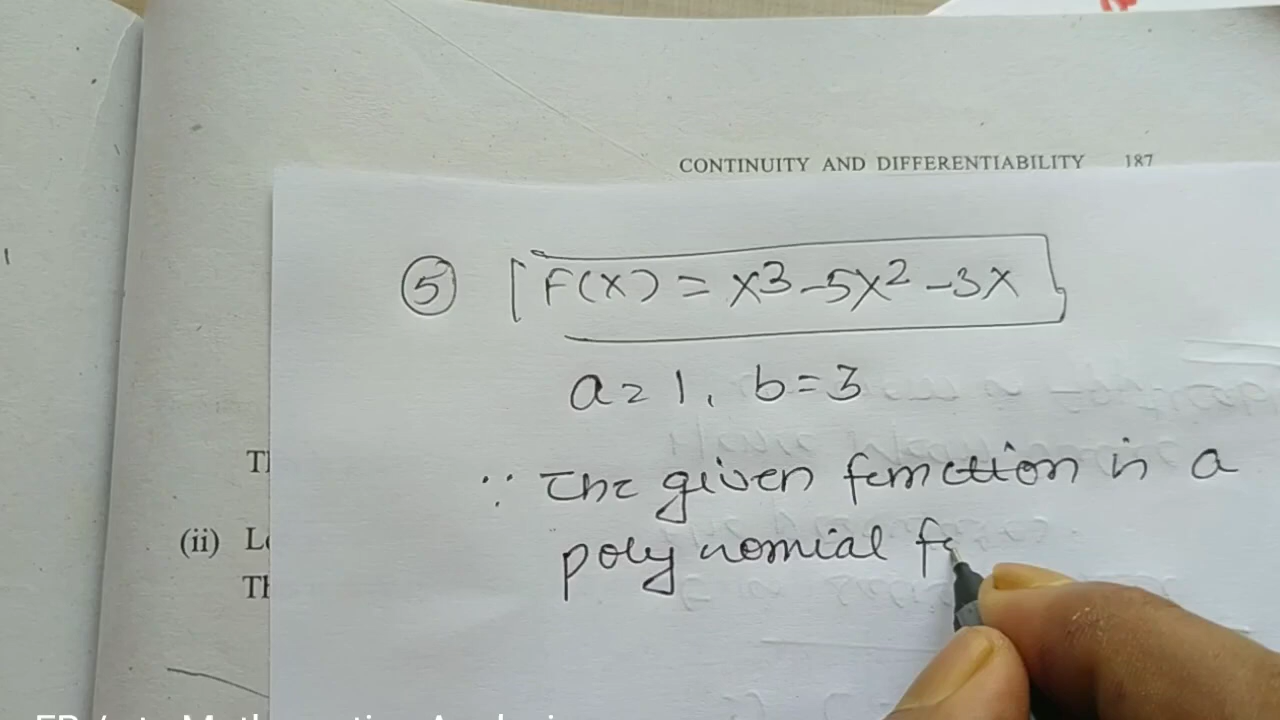 CONTINUITY AND DIFFERENTIABILITY 187
5 F(x) = x3-5x2-3x
a=1, b=3
∵ The given function is a
polynomial
(ii)